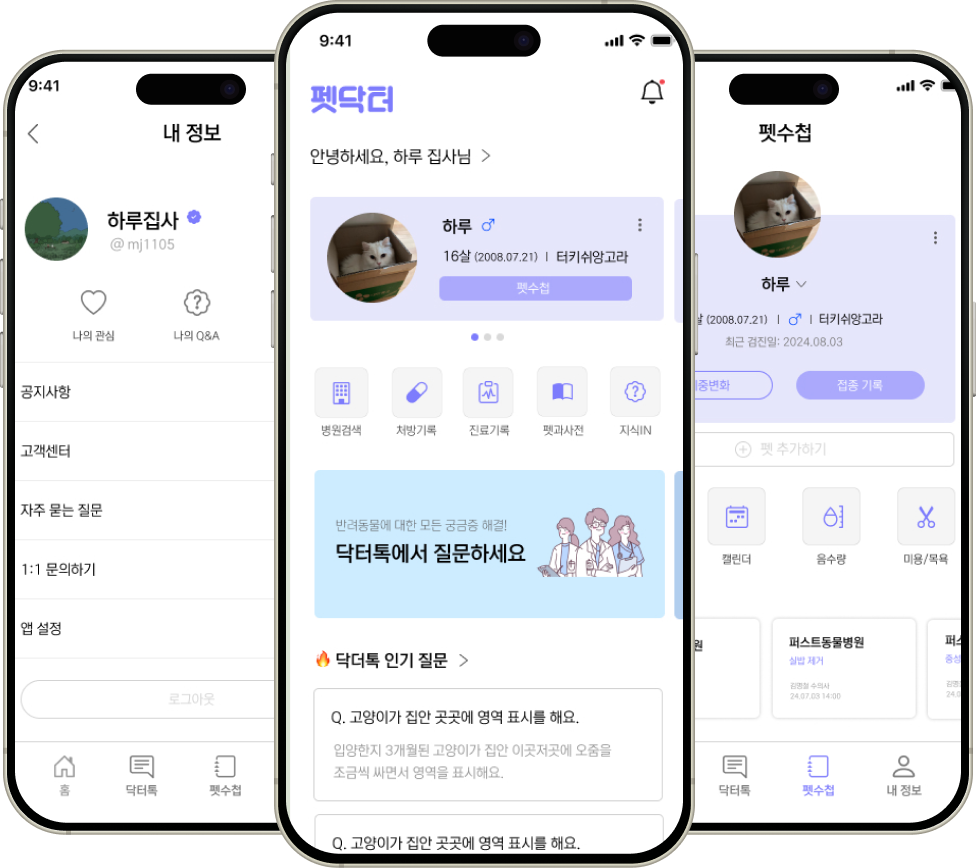 9:41
내 정보
하루집사
@mj1105
나의 관심
나의 Q&A
공지사항
고객센터
자주 묻는 질문
1:1 문의하기
앱 설정
로그아웃
홈
닥터톡
펫수첩
9:41
펫닥터
안녕하세요, 하루 집사님 >
하루 ♂
16살 (2008.07.21) | 터키쉬앙고라
펫수첩
병원검색
처방기록
진료기록
펫과사전
지식IN
반려동물에 대한 모든 궁금증 해결!
닥터톡에서 질문하세요
닥더톡 인기 질문 >
Q. 고양이가 집안 곳곳에 영역 표시를 해요.
입양한지 3개월된 고양이가 집안 이곳저곳에 오줌을
조금씩 싸면서 영역을 표시해요.
Q. 고양이가 집안 곳곳에 영역 표시를 해요.
9:41
펫수첩
하루
살 (2008.07.21) | ♂ | 터키쉬앙고라
최근 검진일: 2024.08.03
중변화
접종 기록
펫 추가하기
캘린더
음수량
미용/목욕
원
퍼스트동물병원
실밥 제거
김명철 수의사
24.07.03 14:00
퍼스
중성
24.0
닥터톡
펫수첩
내 정보